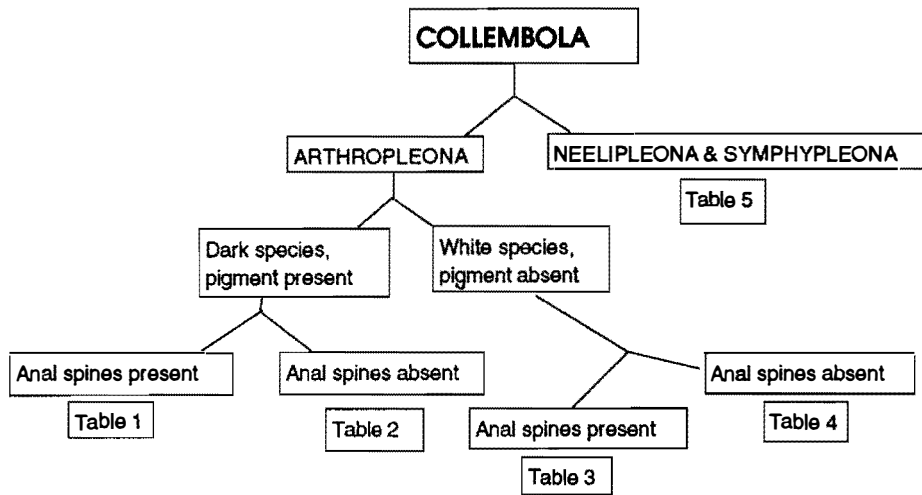 COLLEMBOLA
ARTHROPLEONA
NEELIPLEONA & SYMPHYPLEONA
Table 5
Dark species,
pigment present
White species,
pigment absent
Anal spines present
Table 1
Anal spines absent
Table 2
Anal spines present
Table 3
Anal spines absent
Table 4